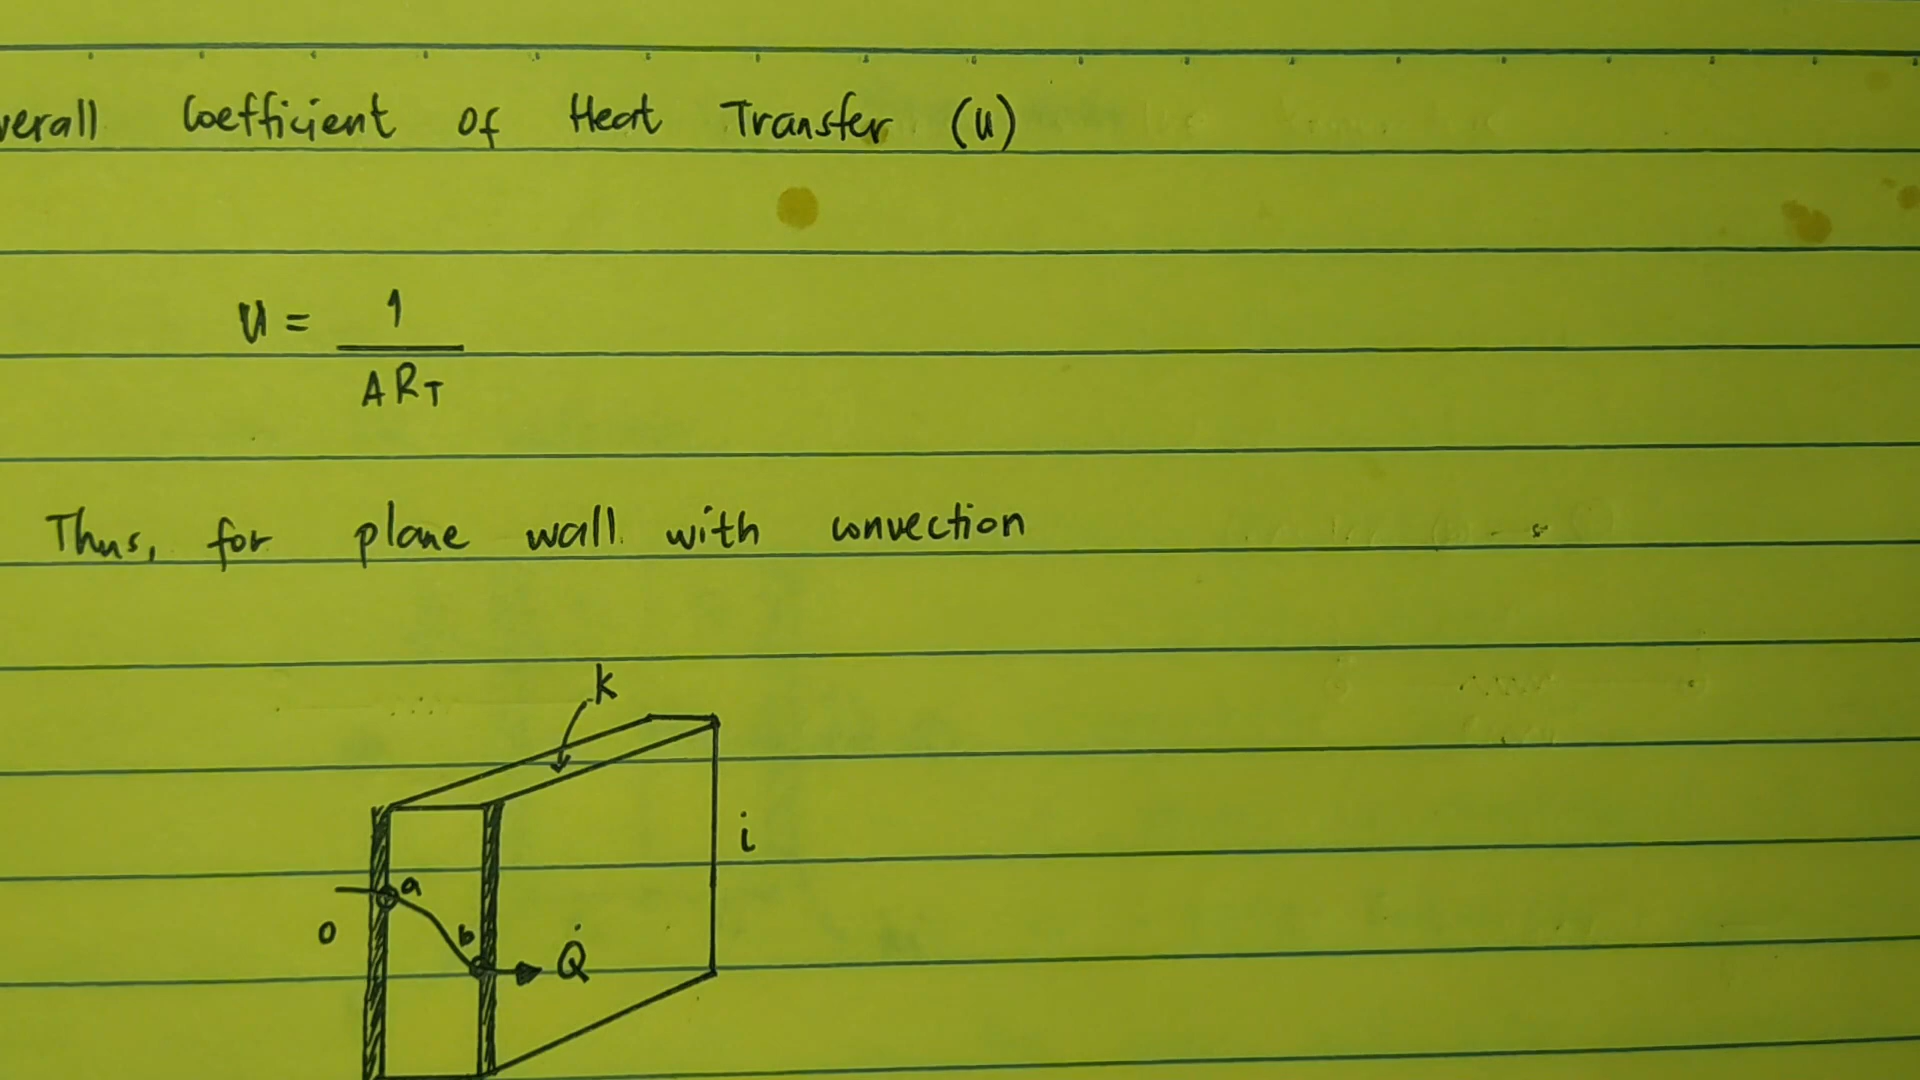 verall Coefficient of Heat Transfer (U)
U = 1
ART
Thus, for plane wall with convection
k
i
a
o
b
Q̇